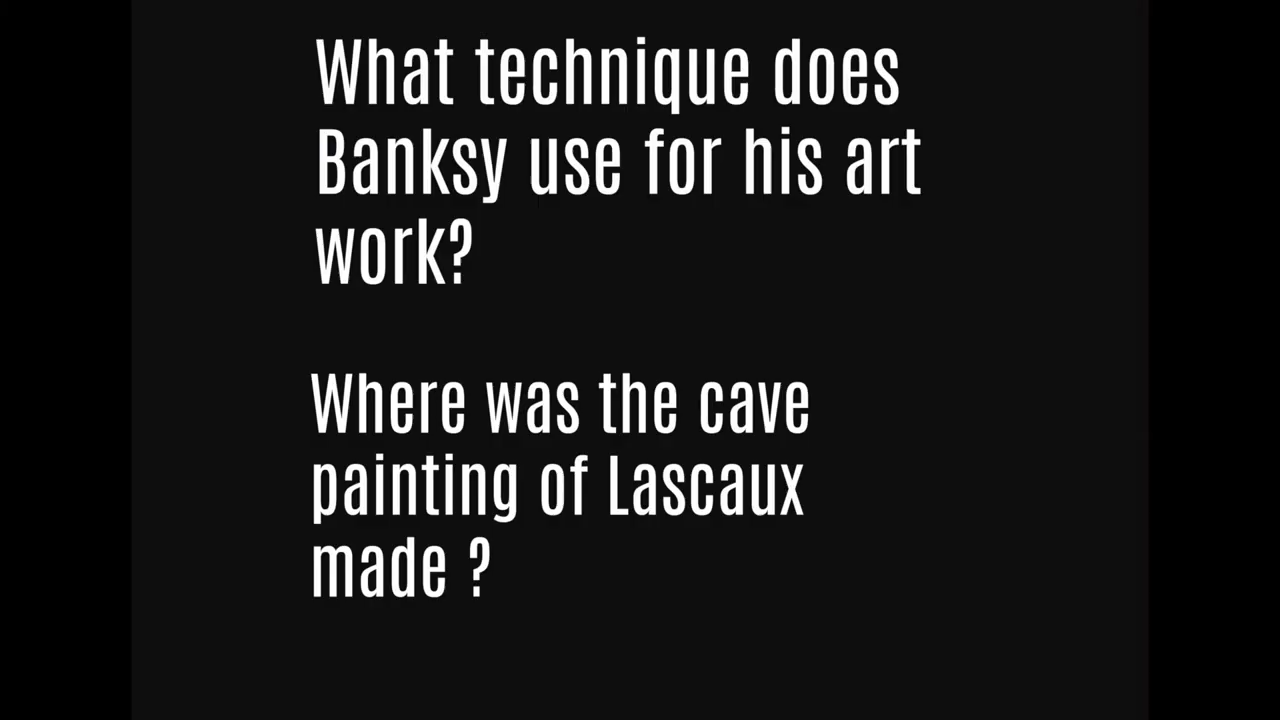 What technique does
Banksy use for his art
work?
Where was the cave
painting of Lascaux
made ?